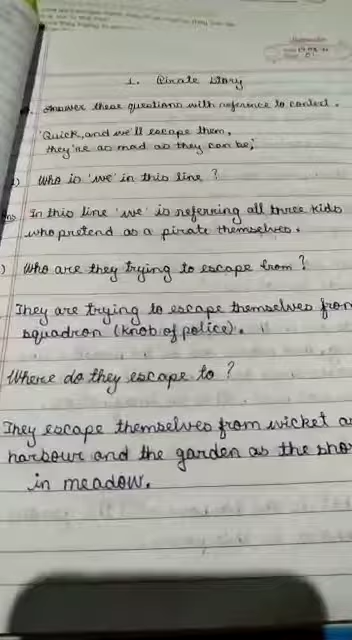 1. Pirate story
Answer these questions with reference to context.
'Quick, and we'll escape them,
they're as mad as they can be;
Who is 'we' in this line?
Ans In this line 'we' is referring all three kids
who pretend as a pirate themselves.
Who are they trying to escape from?
They are trying to escape themselves from
squadron (knob of police).
Where do they escape to?
They escape themselves from wicket a
harbour and the garden as the shor
in meadow.